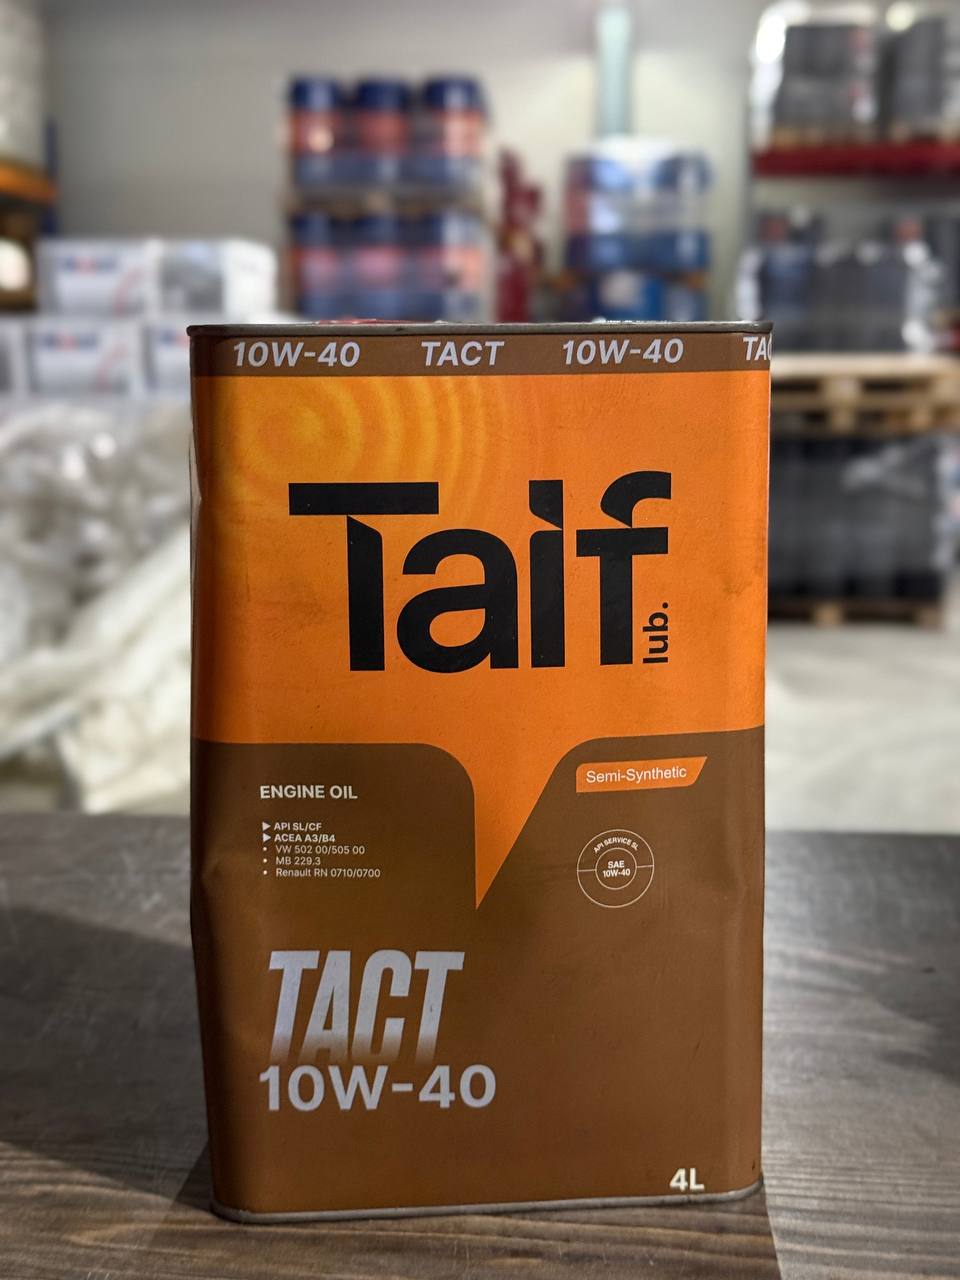 10W-40 TACT 10W-40 TAC
Taif
lub.
ENGINE OIL
Semi-Synthetic
▶ API SL/CF
▶ ACEA A3/B4
• VW 502 00/505 00
• MB 229.3
• Renault RN 0710/0700
API SERVICE SL
SAE
10W-40
TACT
10W-40
4L